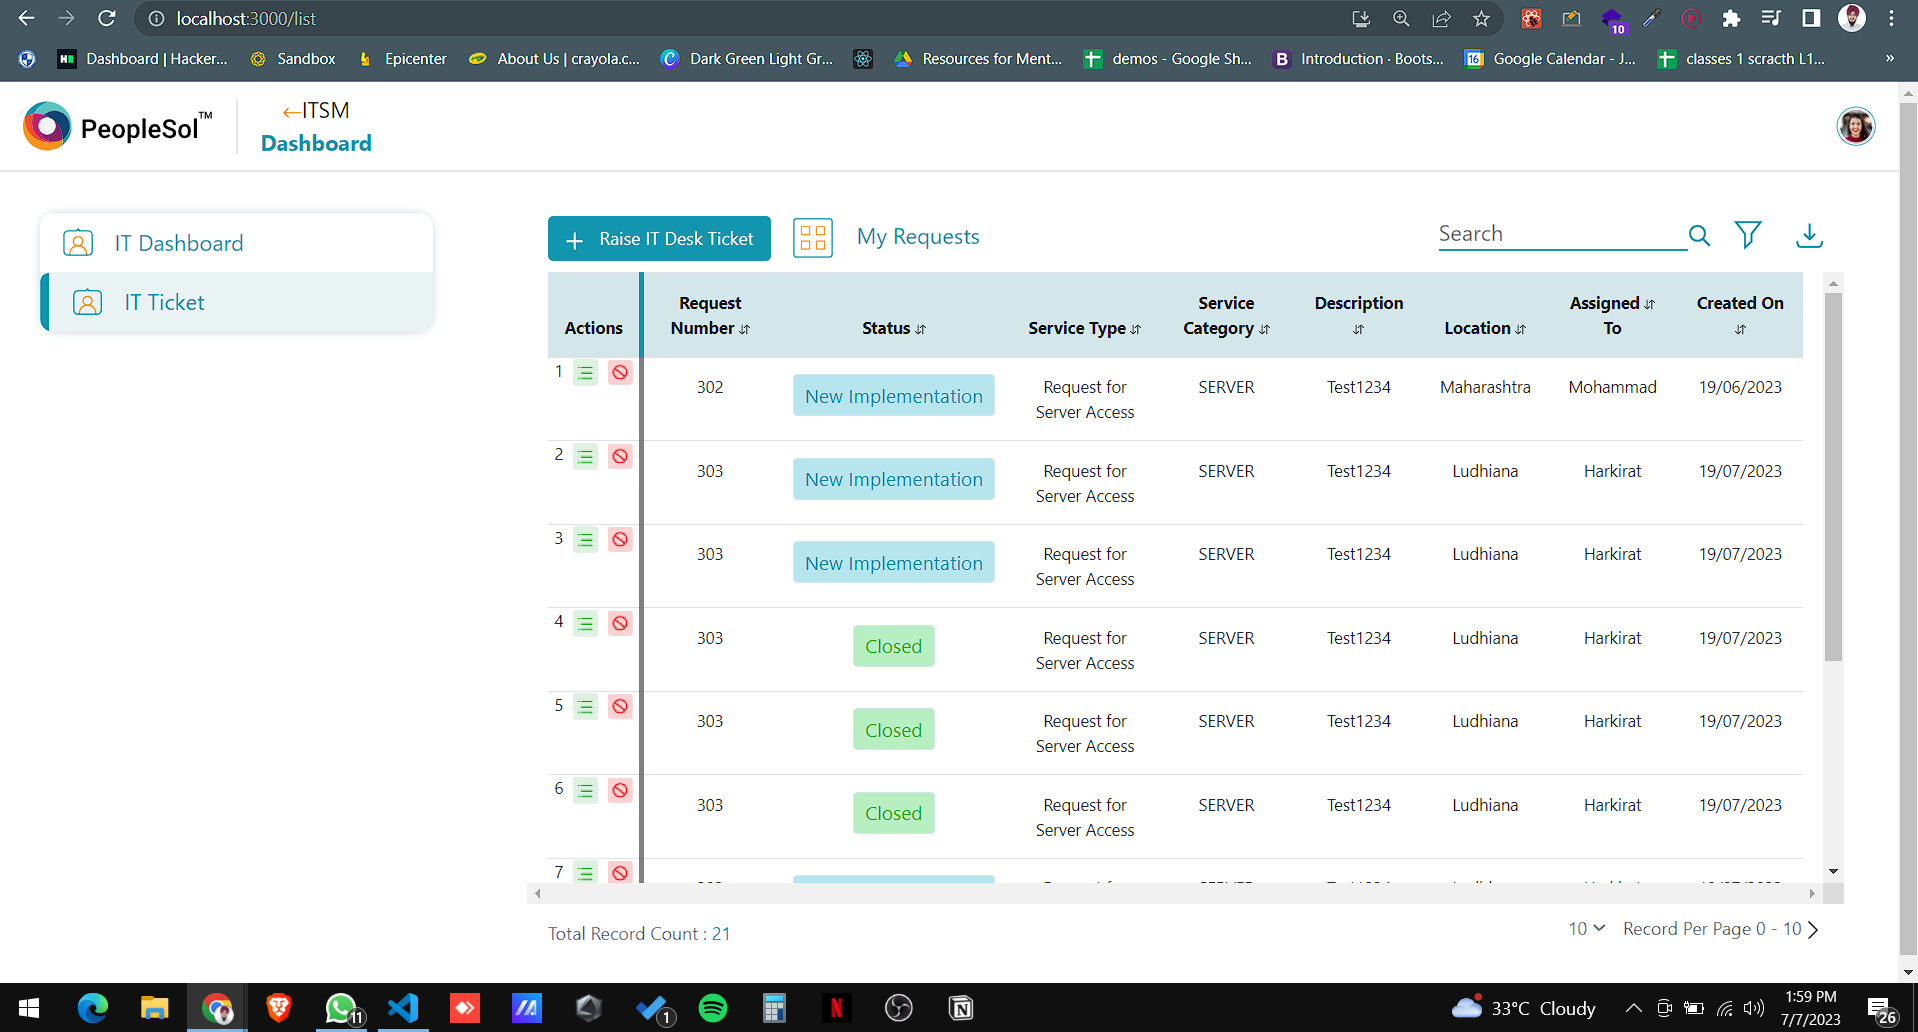 localhost:3000/list
10
Dashboard | Hacker...
Sandbox
Epicenter
About Us | crayola.c...
Dark Green Light Gr...
Resources for Ment...
demos - Google Sh...
Introduction · Boots...
Google Calendar - J...
classes 1 scracth L1...
»
PeopleSol™
←ITSM
Dashboard
IT Dashboard
IT Ticket
+ Raise IT Desk Ticket
My Requests
Search
Actions
Request Number
Status
Service Type
Service Category
Description
Location
Assigned To
Created On
1 302 New Implementation Request for Server Access SERVER Test1234 Maharashtra Mohammad 19/06/2023
2 303 New Implementation Request for Server Access SERVER Test1234 Ludhiana Harkirat 19/07/2023
3 303 New Implementation Request for Server Access SERVER Test1234 Ludhiana Harkirat 19/07/2023
4 303 Closed Request for Server Access SERVER Test1234 Ludhiana Harkirat 19/07/2023
5 303 Closed Request for Server Access SERVER Test1234 Ludhiana Harkirat 19/07/2023
6 303 Closed Request for Server Access SERVER Test1234 Ludhiana Harkirat 19/07/2023
7
Total Record Count : 21
10 Record Per Page 0 - 10
11
1
33°C Cloudy
1:59 PM
7/7/2023
26